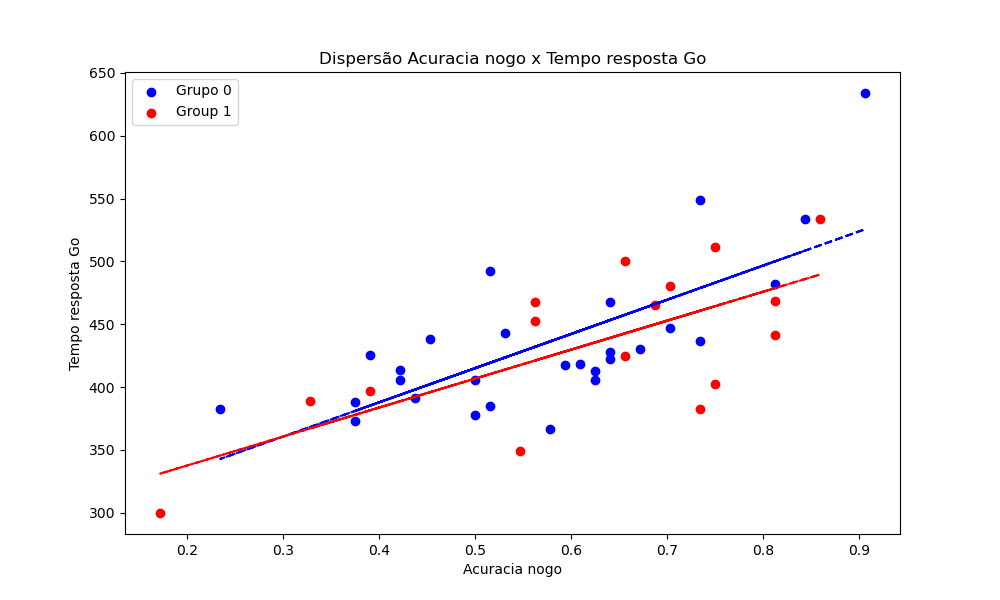 Dispersão Acuracia nogo x Tempo resposta Go
Grupo 0
Group 1
650
600
550
500
450
400
350
300
Tempo resposta Go
0.2 0.3 0.4 0.5 0.6 0.7 0.8 0.9
Acuracia nogo